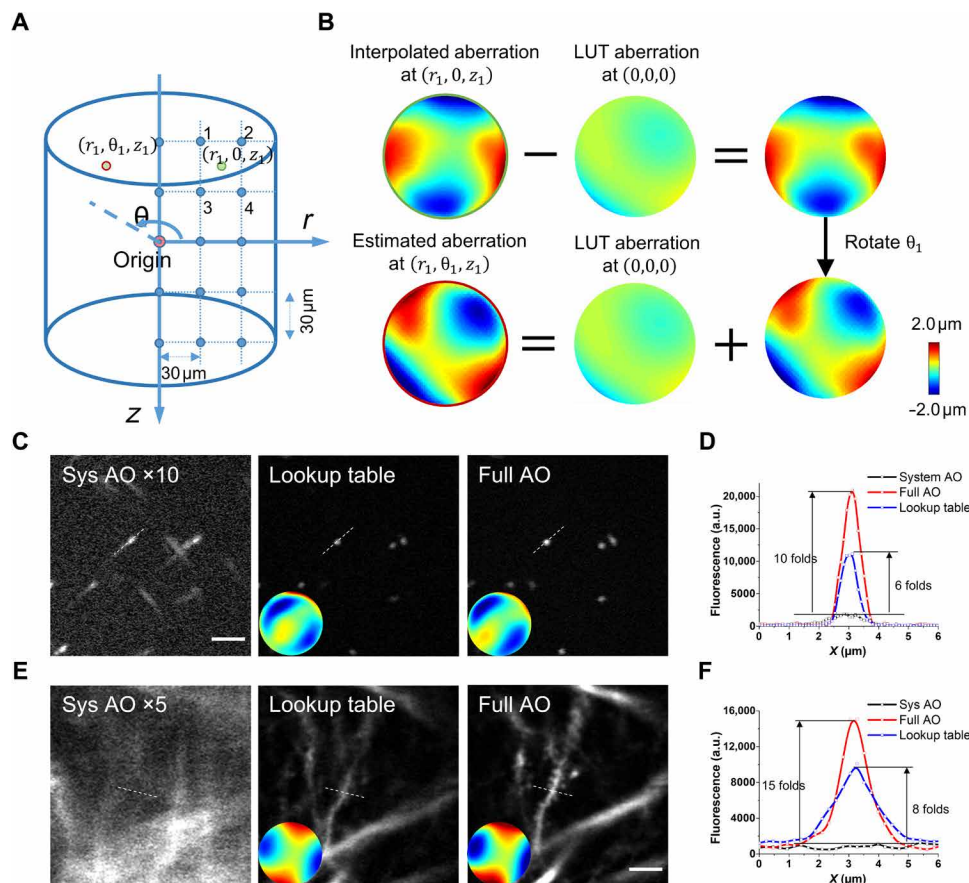 A
(r₁, θ₁, z₁)
(r₁, 0, z₁)
1
2
3
4
θ
r
Origin
30 µm
30 µm
z
B
Interpolated aberration
at (r₁, 0, z₁)
LUT aberration
at (0,0,0)
−
=
Rotate θ₁
Estimated aberration
at (r₁, θ₁, z₁)
LUT aberration
at (0,0,0)
=
+
2.0 µm
−2.0 µm
C
Sys AO ×10
Lookup table
Full AO
D
System AO
Full AO
Lookup table
20,000
15,000
10,000
5000
0
10 folds
6 folds
Fluorescence (a.u.)
0 1 2 3 4 5 6
X (µm)
E
Sys AO ×5
Lookup table
Full AO
F
Sys AO
Full AO
Lookup table
16,000
12,000
8000
4000
0
15 folds
8 folds
Fluorescence (a.u.)
0 1 2 3 4 5 6
X (µm)